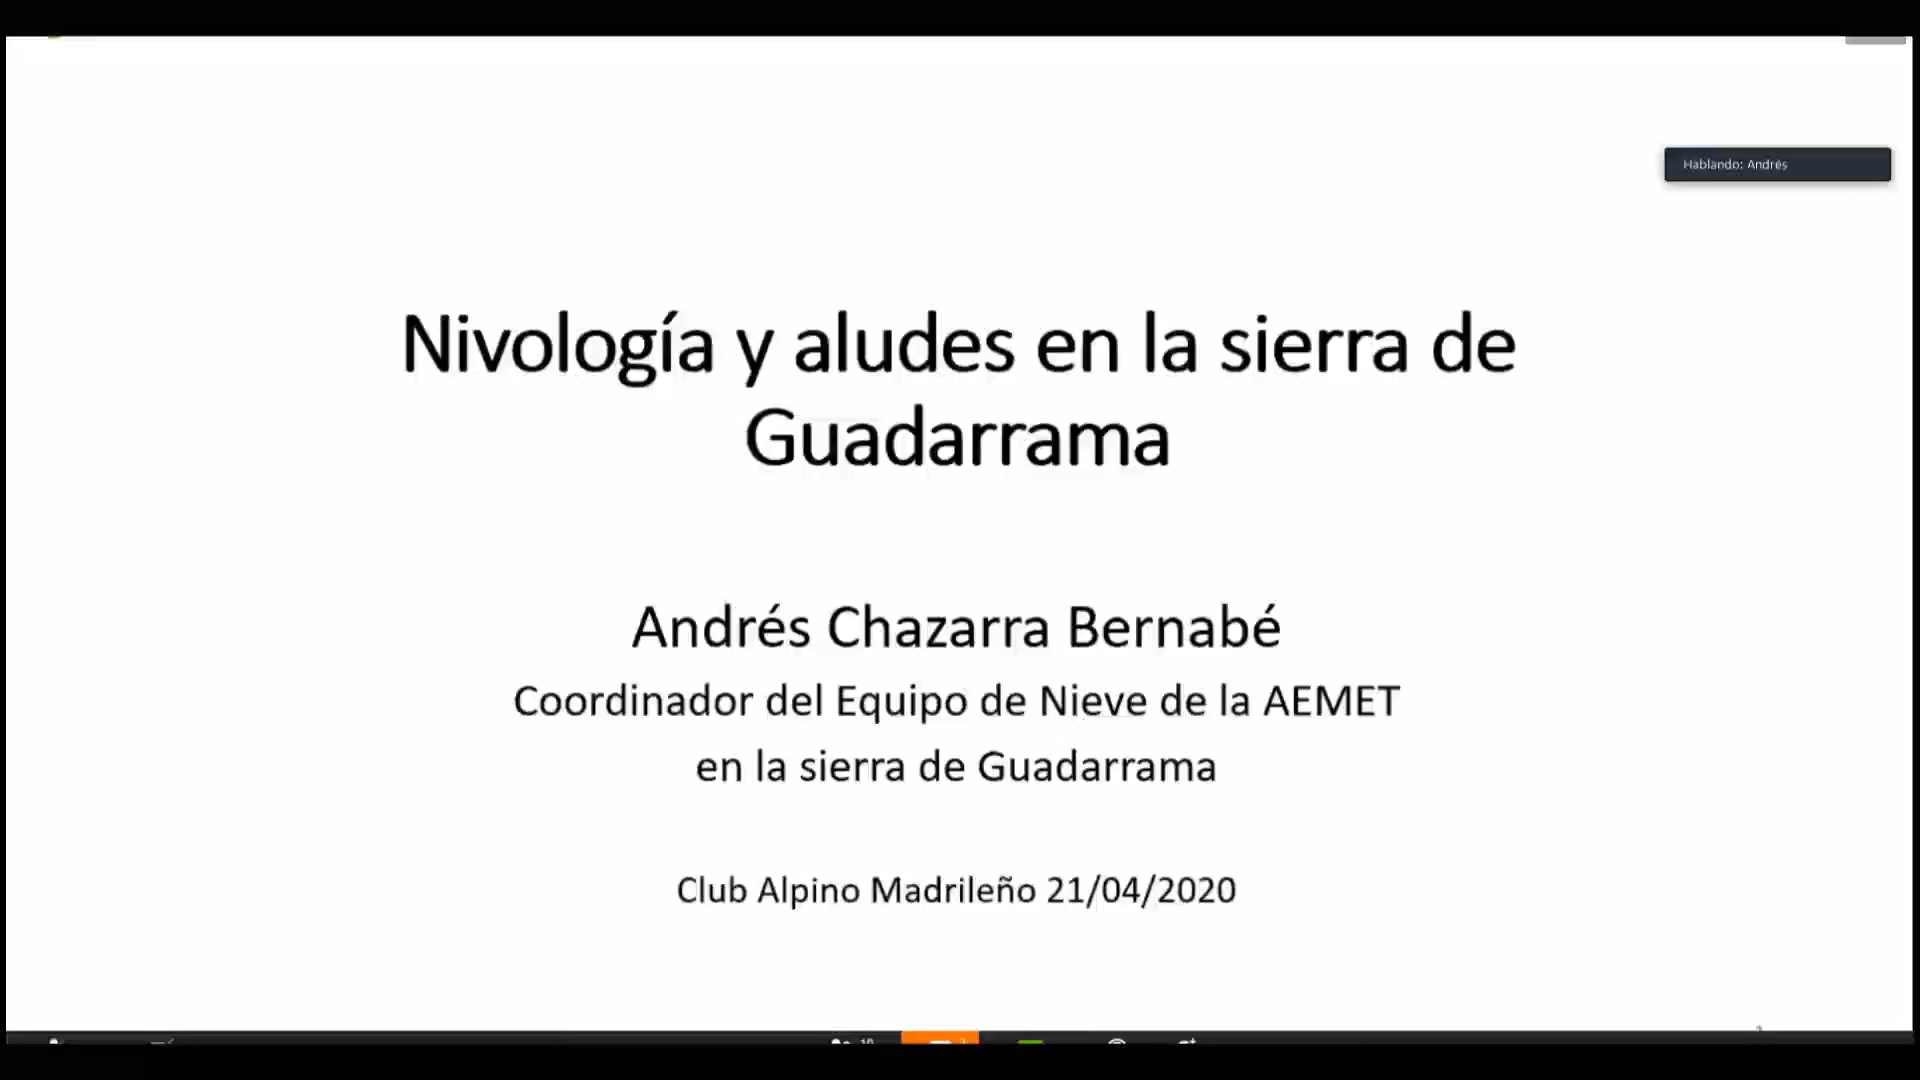 Hablando: Andrés
Nivología y aludes en la sierra de
Guadarrama
Andrés Chazarra Bernabé
Coordinador del Equipo de Nieve de la AEMET
en la sierra de Guadarrama
Club Alpino Madrileño 21/04/2020